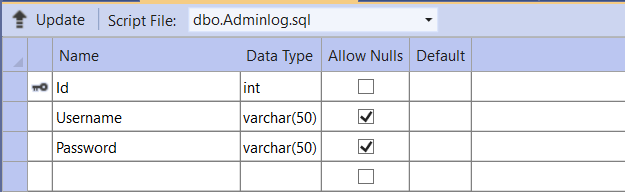 Update Script File: dbo.Adminlog.sql
Name Data Type Allow Nulls Default
Id int
Username varchar(50)
Password varchar(50)